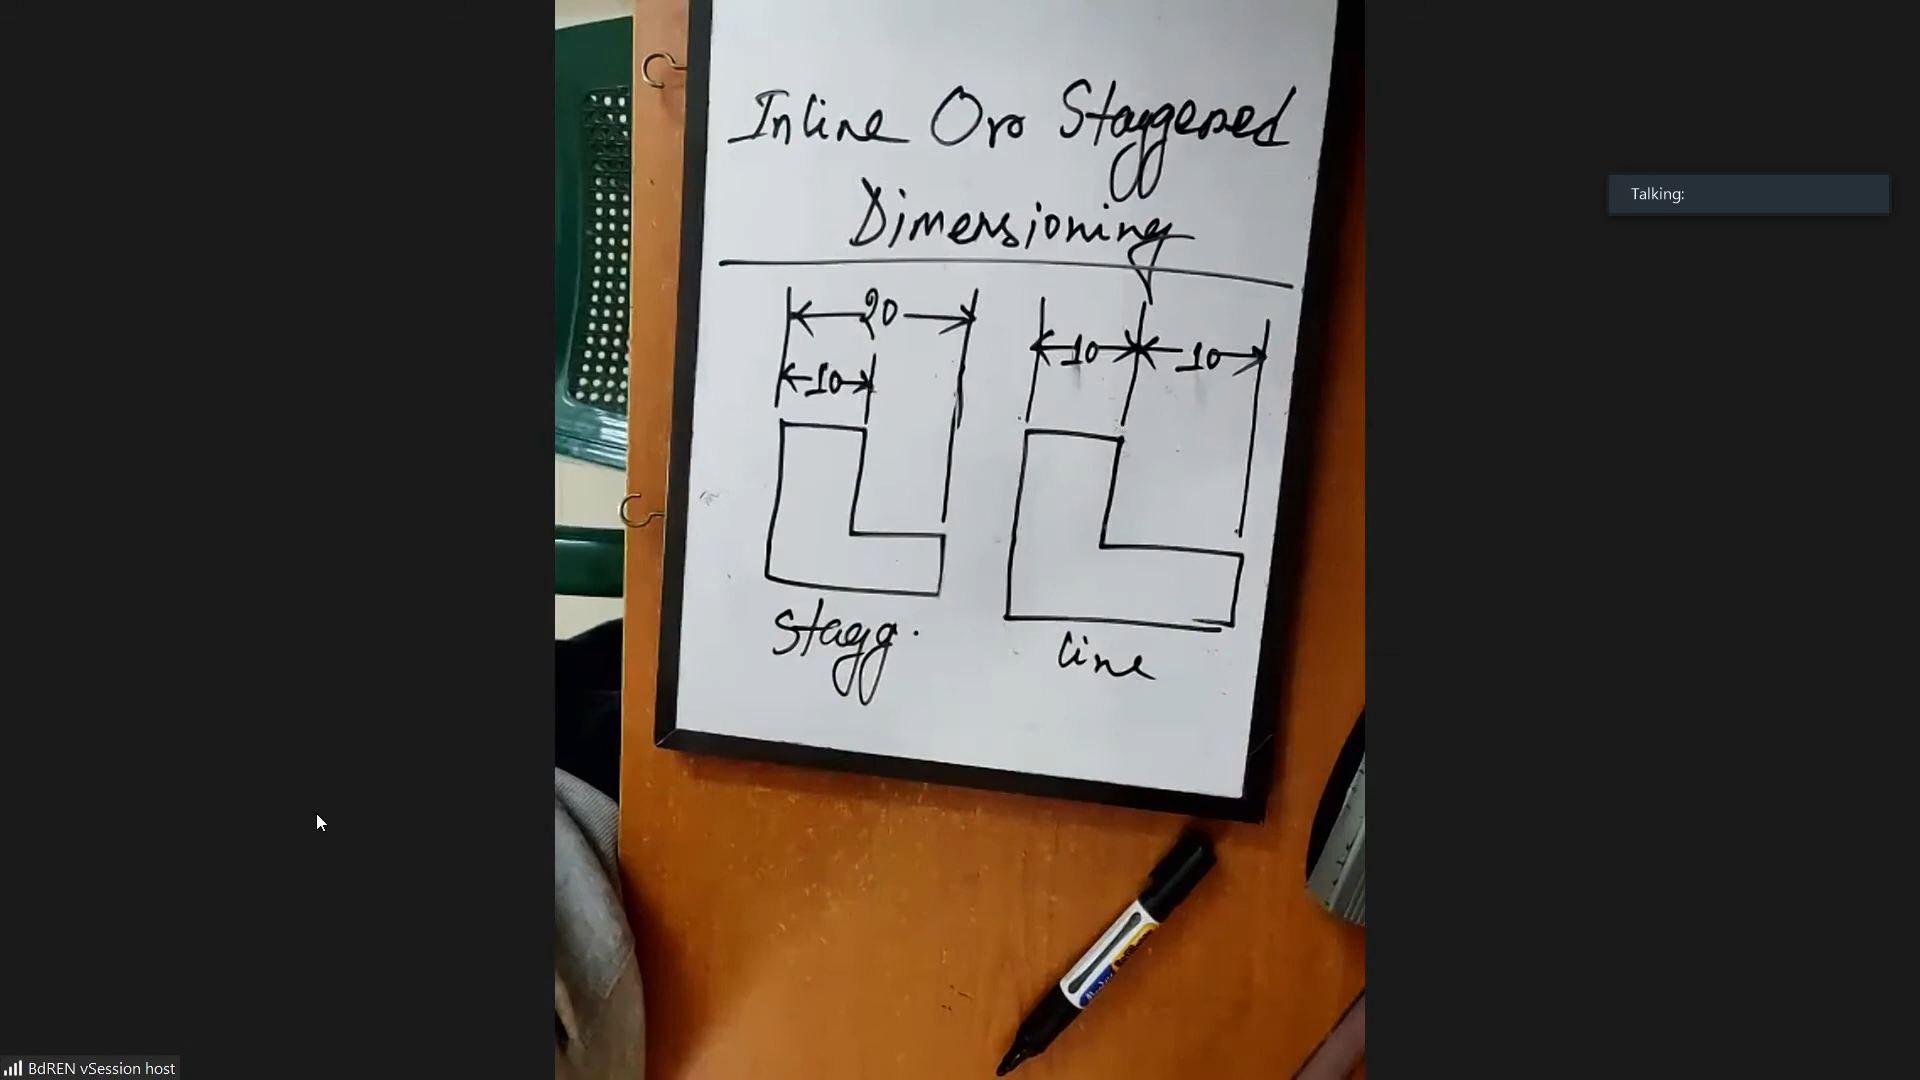 Inline Or Staggered
Dimensioning
20
10
10 10
Stagg.
line
Talking:
BdREN vSession host